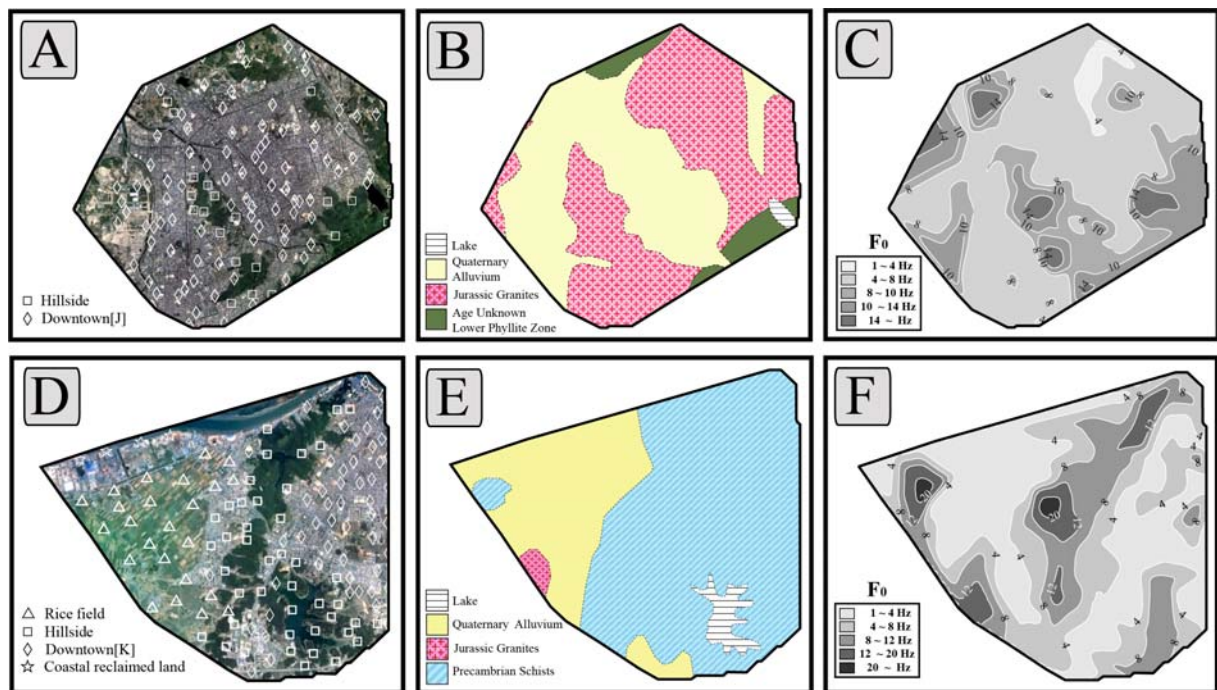 A
□ Hillside
◇ Downtown[J]
B
Lake
Quaternary
Alluvium
Jurassic Granites
Age Unknown
Lower Phyllite Zone
C
F0
1 ~ 4 Hz
4 ~ 8 Hz
8 ~ 10 Hz
10 ~ 14 Hz
14 ~ Hz
D
△ Rice field
□ Hillside
◇ Downtown[K]
☆ Coastal reclaimed land
E
Lake
Quaternary Alluvium
Jurassic Granites
Precambrian Schists
F
F0
1 ~ 4 Hz
4 ~ 8 Hz
8 ~ 12 Hz
12 ~ 20 Hz
20 ~ Hz